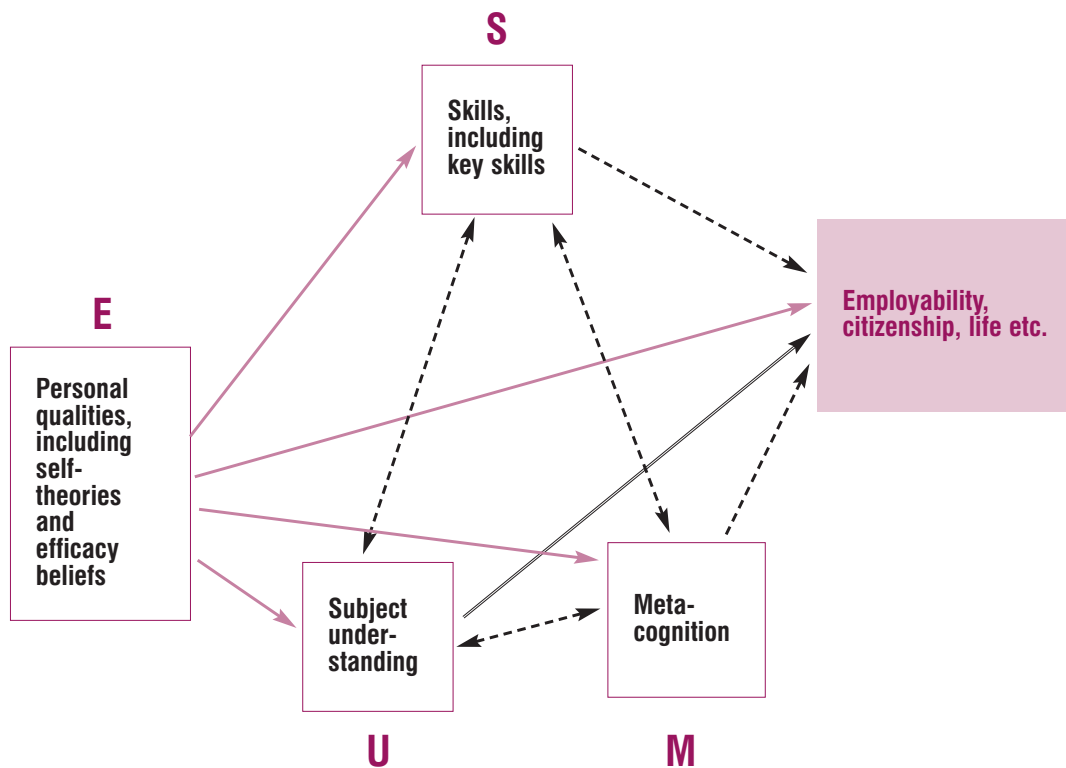 S
Skills,
including
key skills
Employability,
citizenship, life etc.
E
Personal
qualities,
including
self-
theories
and
efficacy
beliefs
Subject
under-
standing
Meta-
cognition
U
M